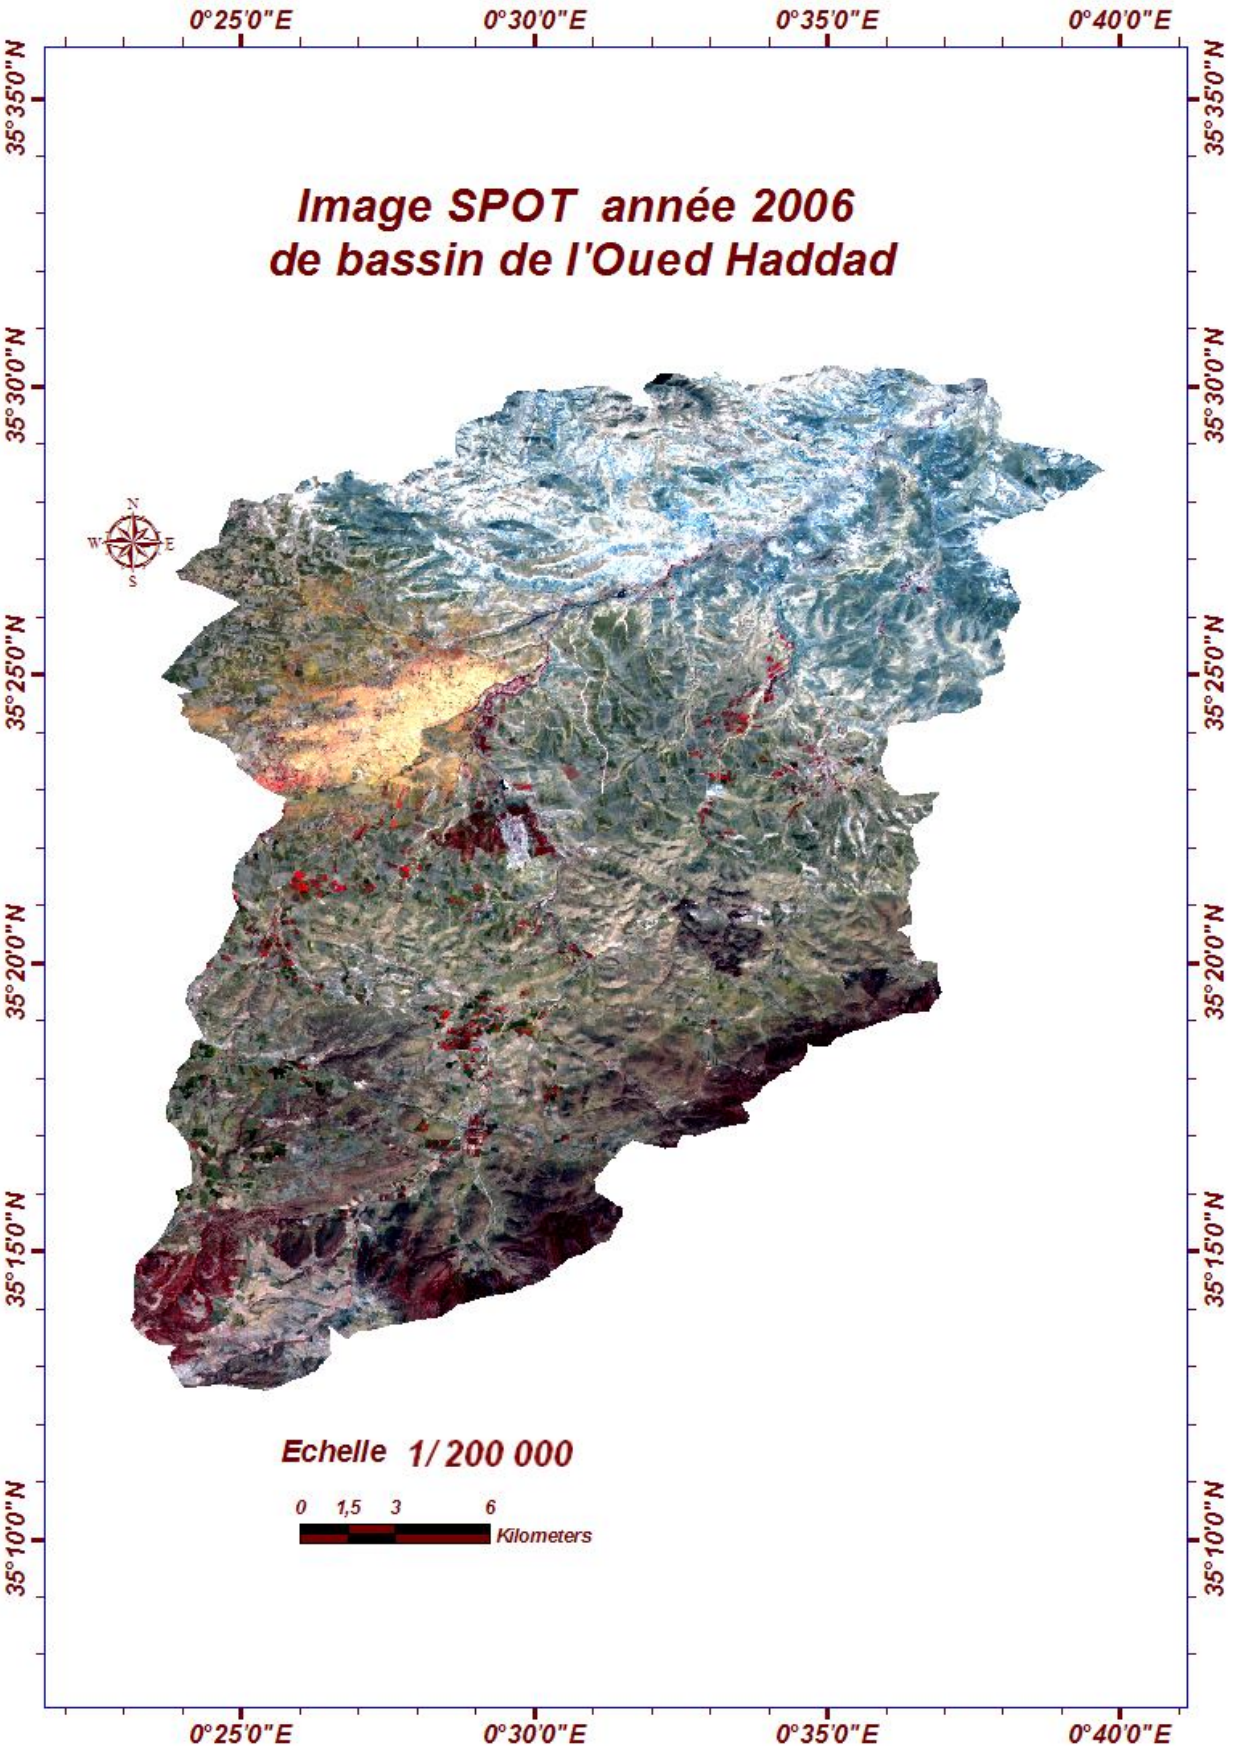 0°25'0"E 0°30'0"E 0°35'0"E 0°40'0"E
35°35'0"N 35°35'0"N
Image SPOT année 2006
de bassin de l'Oued Haddad
35°30'0"N 35°30'0"N
N
W E
S
35°25'0"N 35°25'0"N
35°20'0"N 35°20'0"N
35°15'0"N 35°15'0"N
Echelle 1/ 200 000
0 1,5 3 6
Kilometers
35°10'0"N 35°10'0"N
0°25'0"E 0°30'0"E 0°35'0"E 0°40'0"E